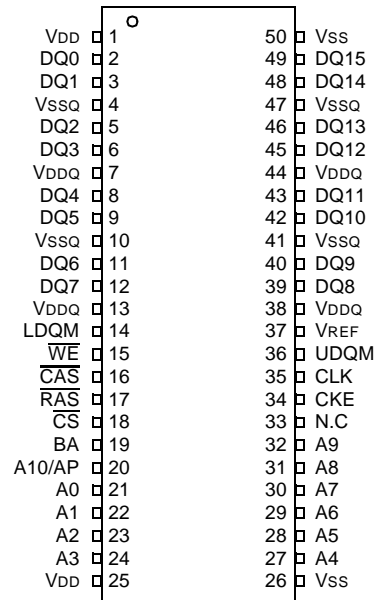 VDD 1 50 VSS
DQ0 2 49 DQ15
DQ1 3 48 DQ14
VSSQ 4 47 VSSQ
DQ2 5 46 DQ13
DQ3 6 45 DQ12
VDDQ 7 44 VDDQ
DQ4 8 43 DQ11
DQ5 9 42 DQ10
VSSQ 10 41 VSSQ
DQ6 11 40 DQ9
DQ7 12 39 DQ8
VDDQ 13 38 VDDQ
LDQM 14 37 VREF
W̅E̅ 15 36 UDQM
C̅A̅S̅ 16 35 CLK
R̅A̅S̅ 17 34 CKE
C̅S̅ 18 33 N.C
BA 19 32 A9
A10/AP 20 31 A8
A0 21 30 A7
A1 22 29 A6
A2 23 28 A5
A3 24 27 A4
VDD 25 26 VSS